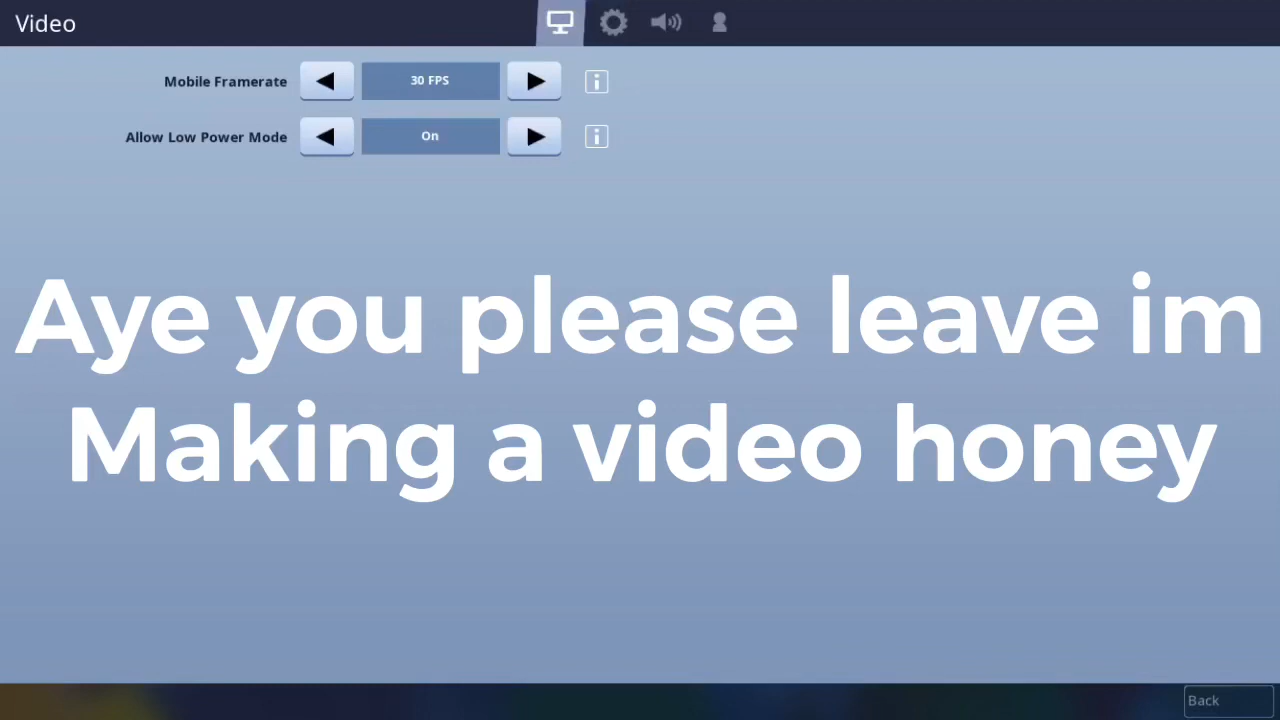 Video
Mobile Framerate 30 FPS i
Allow Low Power Mode On i
Aye you please leave im
Making a video honey
Back